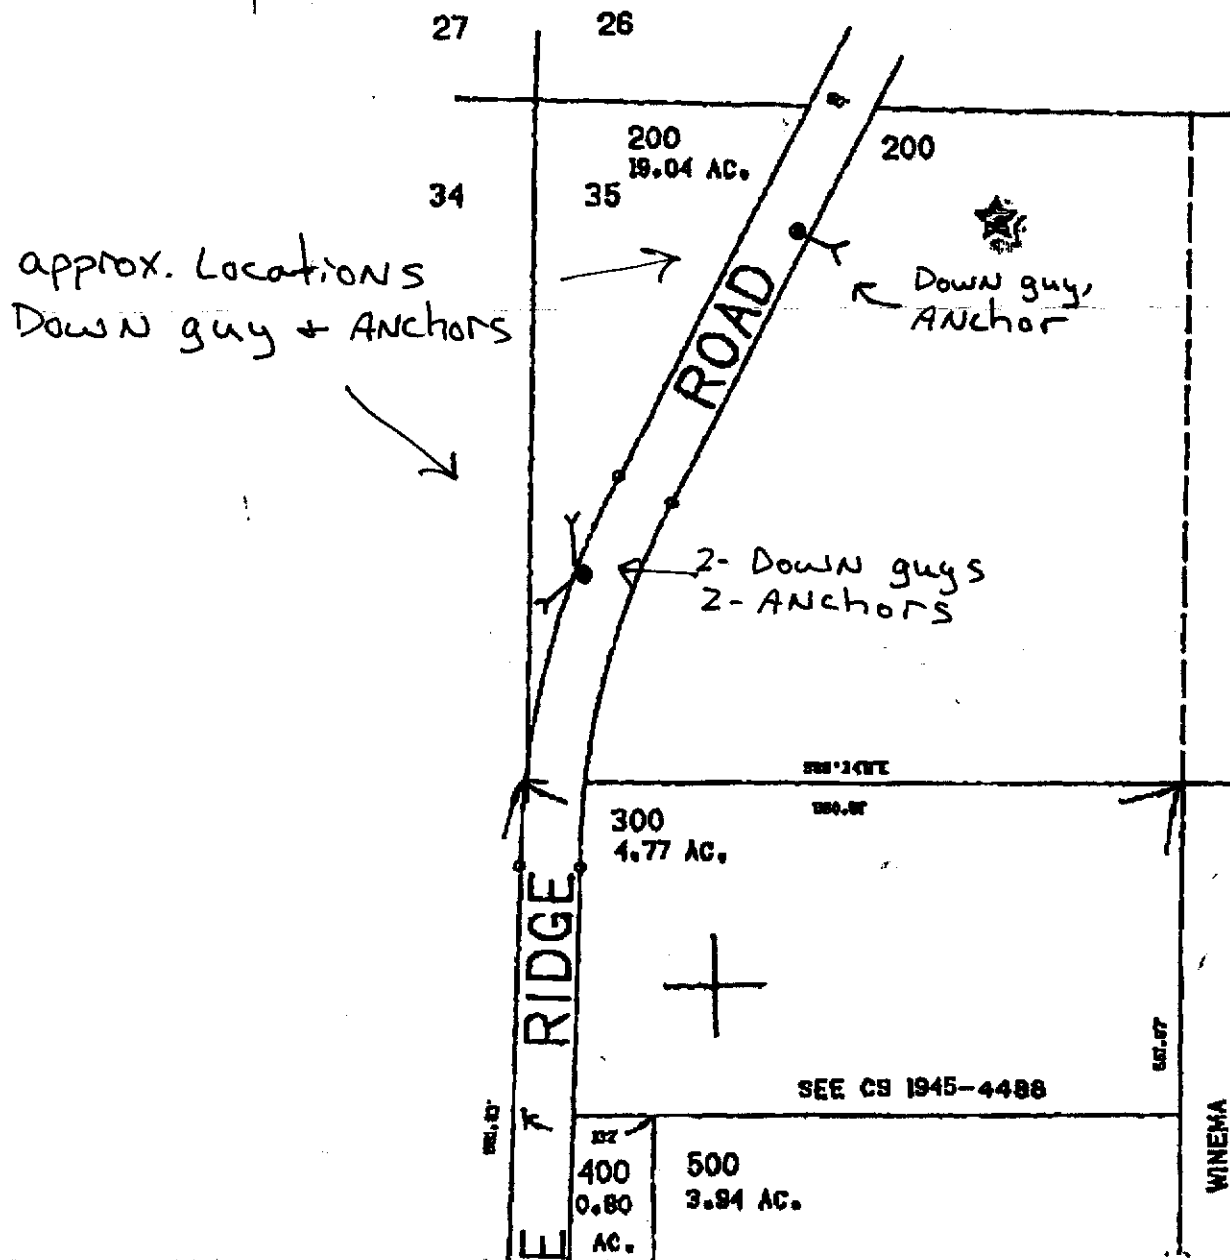 27
26
200
19.04 AC.
200
34
35
approx. Locations
Down guy + ANchors
Down guy,
ANchor
ROAD
2- Down guys
2- ANchors
300
4.77 AC.
RIDGE
SEE CS 1945-4488
400
0.80
AC.
500
3.94 AC.
WINEMA
E